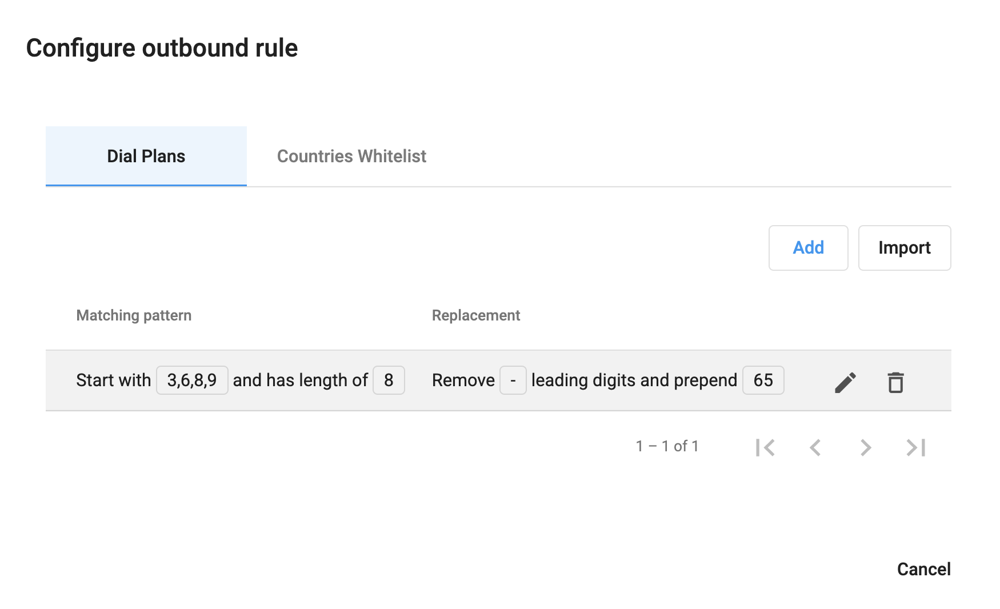 Configure outbound rule
Dial Plans Countries Whitelist
Add Import
Matching pattern Replacement
Start with 3,6,8,9 and has length of 8 Remove - leading digits and prepend 65
1 – 1 of 1
Cancel